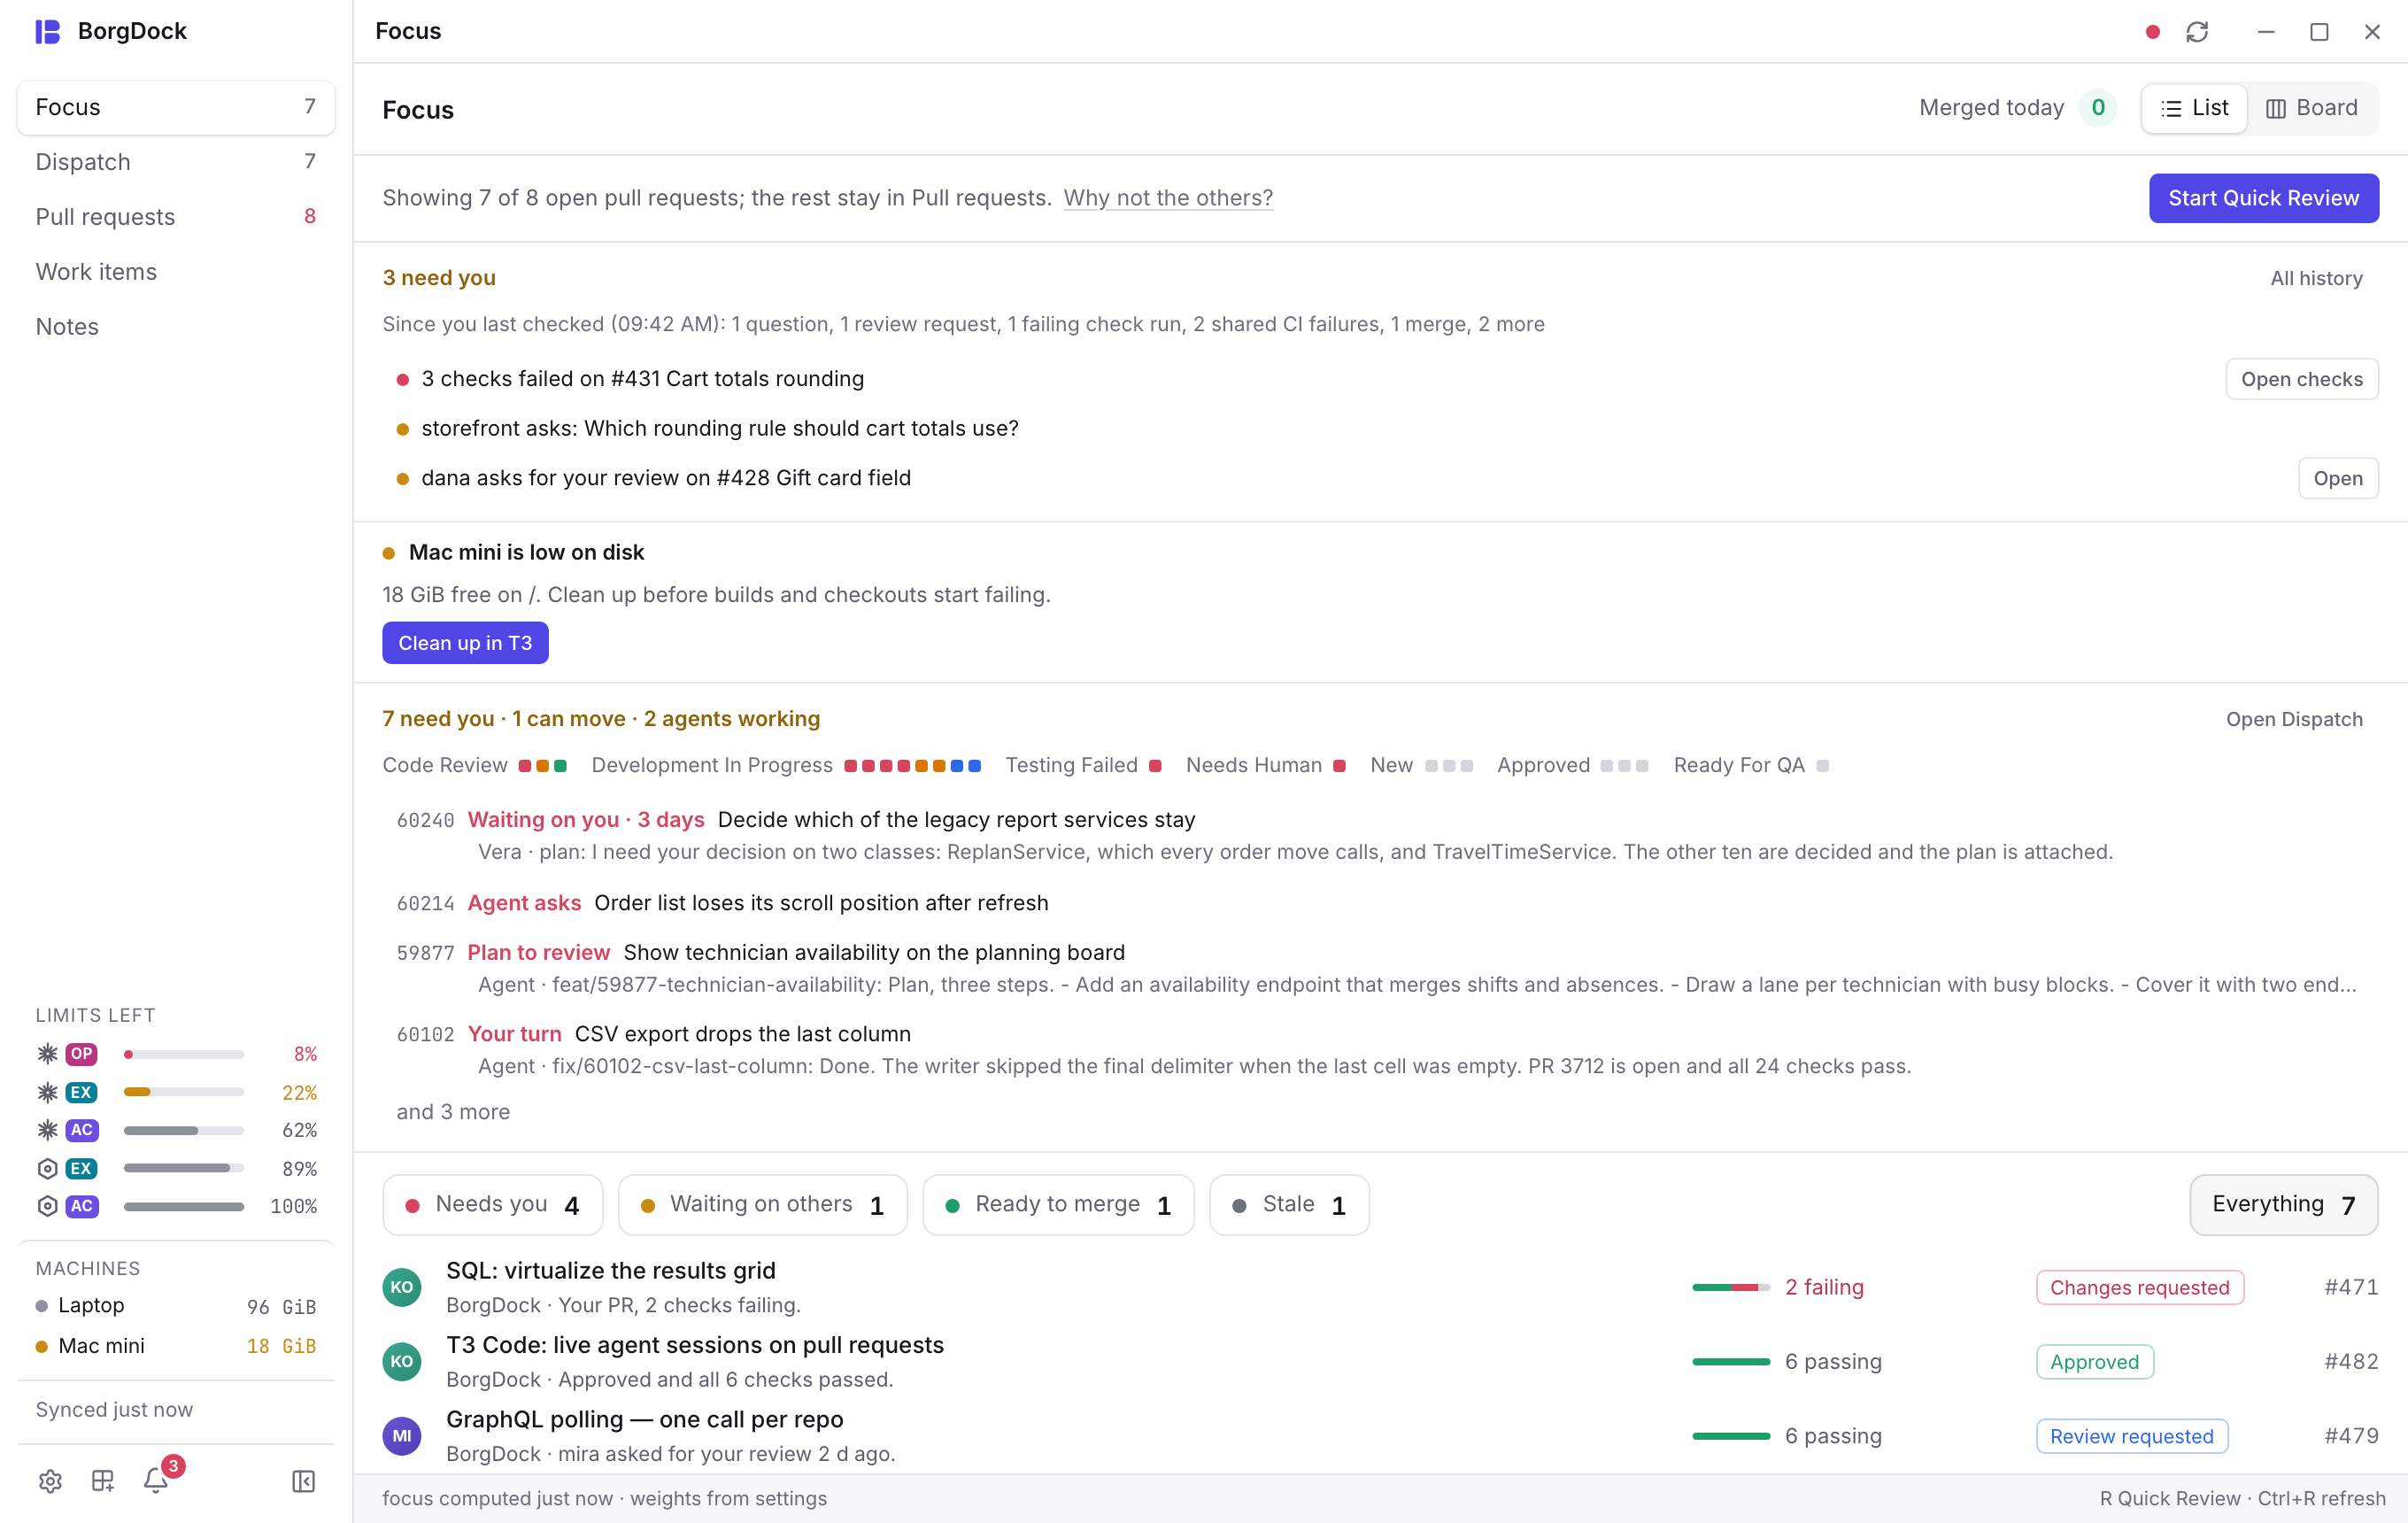 BorgDock
Focus
Focus 7
Dispatch 7
Pull requests 8
Work items
Notes
LIMITS LEFT
OP 8%
EX 22%
AC 62%
EX 89%
AC 100%
MACHINES
Laptop 96 GiB
Mac mini 18 GiB
Synced just now
3
Focus
Merged today 0
List
Board
Showing 7 of 8 open pull requests; the rest stay in Pull requests. Why not the others?
Start Quick Review
3 need you
All history
Since you last checked (09:42 AM): 1 question, 1 review request, 1 failing check run, 2 shared CI failures, 1 merge, 2 more
3 checks failed on #431 Cart totals rounding
Open checks
storefront asks: Which rounding rule should cart totals use?
dana asks for your review on #428 Gift card field
Open
Mac mini is low on disk
18 GiB free on /. Clean up before builds and checkouts start failing.
Clean up in T3
7 need you · 1 can move · 2 agents working
Open Dispatch
Code Review Development In Progress Testing Failed Needs Human New Approved Ready For QA
60240 Waiting on you · 3 days Decide which of the legacy report services stay
Vera · plan: I need your decision on two classes: ReplanService, which every order move calls, and TravelTimeService. The other ten are decided and the plan is attached.
60214 Agent asks Order list loses its scroll position after refresh
59877 Plan to review Show technician availability on the planning board
Agent · feat/59877-technician-availability: Plan, three steps. - Add an availability endpoint that merges shifts and absences. - Draw a lane per technician with busy blocks. - Cover it with two end...
60102 Your turn CSV export drops the last column
Agent · fix/60102-csv-last-column: Done. The writer skipped the final delimiter when the last cell was empty. PR 3712 is open and all 24 checks pass.
and 3 more
Needs you 4
Waiting on others 1
Ready to merge 1
Stale 1
Everything 7
KO SQL: virtualize the results grid
BorgDock · Your PR, 2 checks failing.
2 failing
Changes requested
#471
KO T3 Code: live agent sessions on pull requests
BorgDock · Approved and all 6 checks passed.
6 passing
Approved
#482
MI GraphQL polling — one call per repo
BorgDock · mira asked for your review 2 d ago.
6 passing
Review requested
#479
focus computed just now · weights from settings
R Quick Review · Ctrl+R refresh